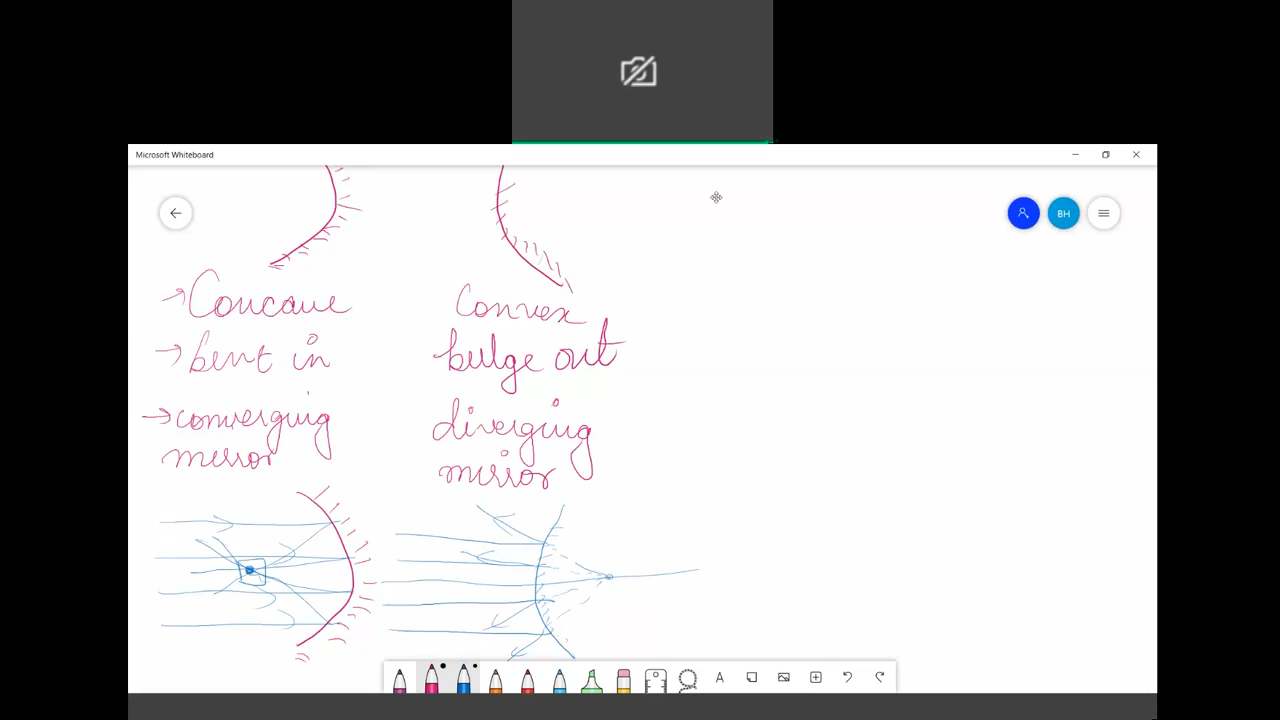 Microsoft Whiteboard
BH
→ Concave
→ bent in
→ converging
mirror
Convex
bulge out
diverging
mirror
A